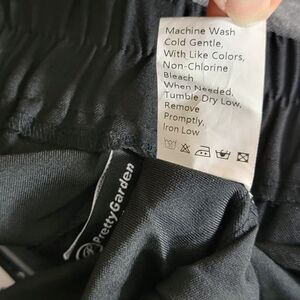 Machine Wash
Cold Gentle,
With Like Colors,
Non-Chlorine
Bleach
When Needed,
Tumble Dry Low,
Remove
Promptly,
Iron Low
PrettyGarden